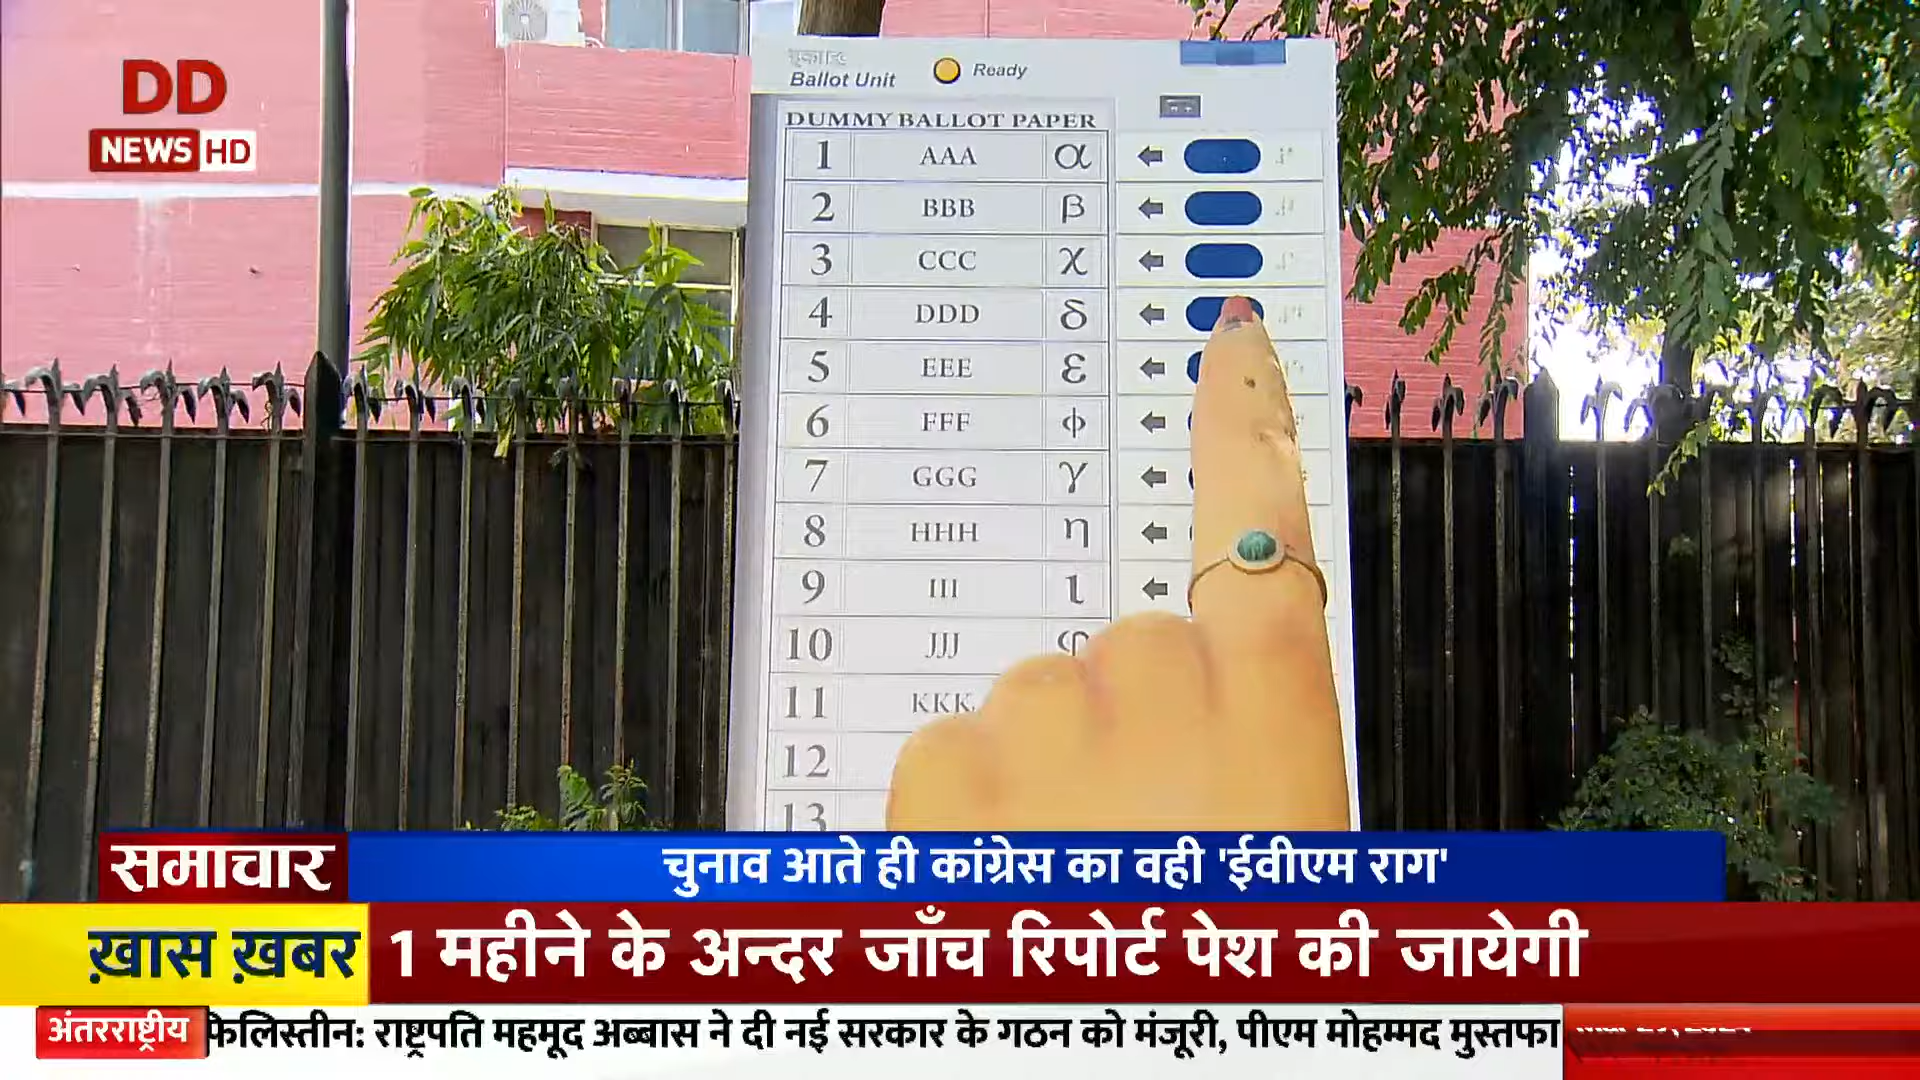 DD
NEWS HD
Ballot Unit
Ready
DUMMY BALLOT PAPER
1 AAA α
2 BBB β
3 CCC χ
4 DDD δ
5 EEE ε
6 FFF ϕ
7 GGG γ
8 HHH η
9 III ι
10 JJJ φ
11 KKK
12
13
समाचार
चुनाव आते ही कांग्रेस का वही 'ईवीएम राग'
ख़ास ख़बर
1 महीने के अन्दर जाँच रिपोर्ट पेश की जायेगी
अंतरराष्ट्रीय
फिलिस्तीन: राष्ट्रपति महमूद अब्बास ने दी नई सरकार के गठन को मंजूरी, पीएम मोहम्मद मुस्तफा